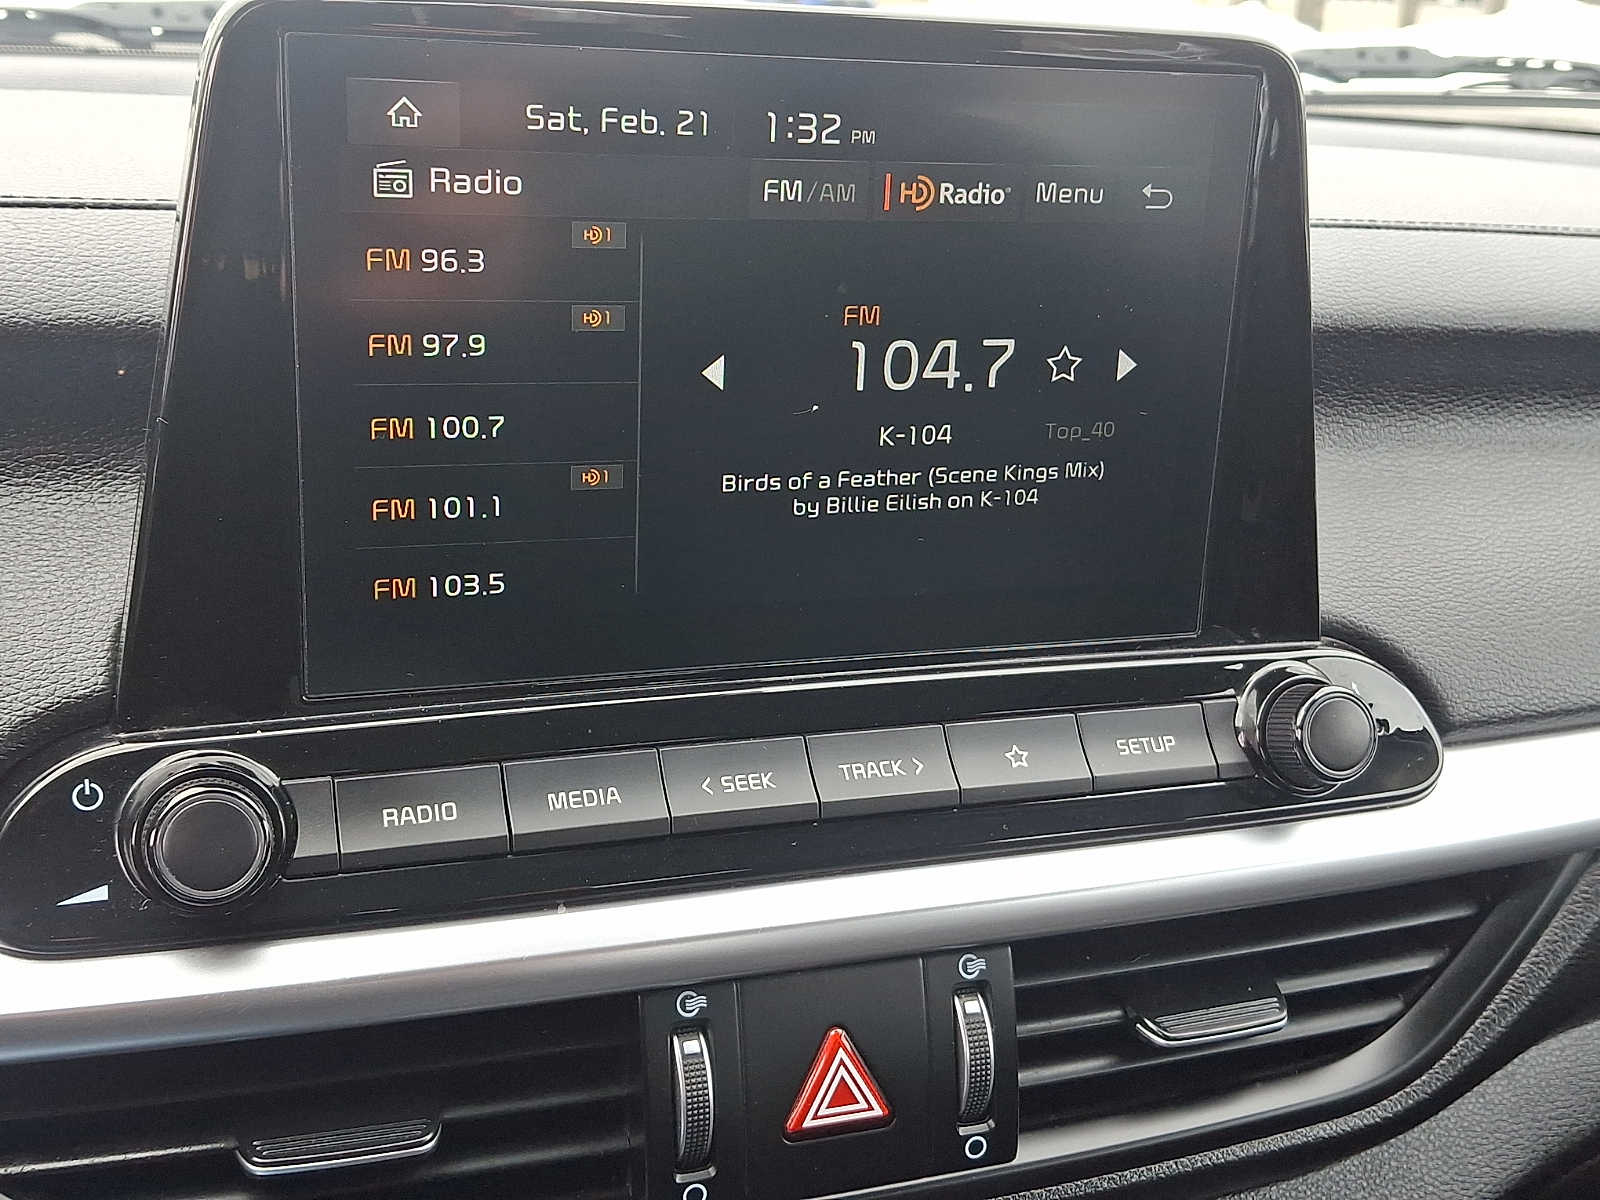 Sat, Feb. 21 1:32 PM
Radio FM/AM HD Radio Menu
FM 96.3 HD1
FM 97.9 HD1
FM 100.7
FM 101.1 HD1
FM 103.5
FM
104.7
K-104 Top_40
Birds of a Feather (Scene Kings Mix)
by Billie Eilish on K-104
RADIO MEDIA < SEEK TRACK > SETUP